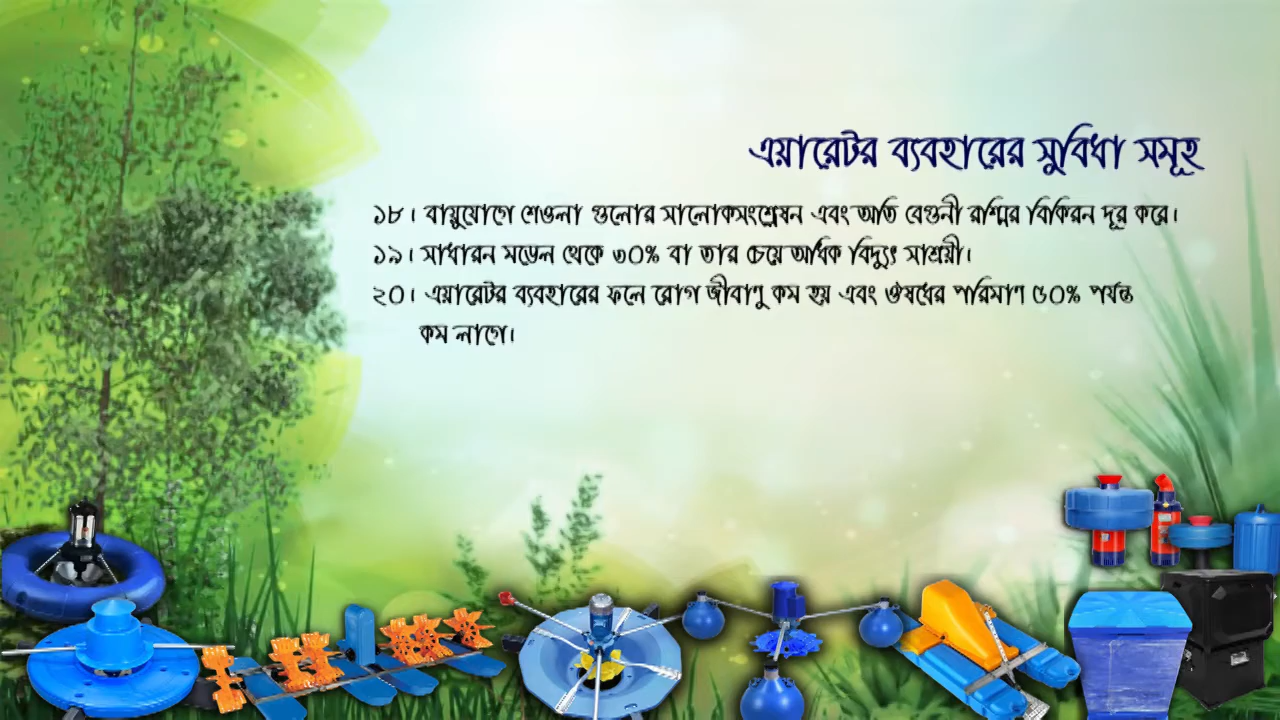 এয়ারেটর ব্যবহারের সুবিধা সমূহ
১৮। বায়ুযোগে শেওলা গুলোর সালোকসংশ্লেষন এবং অতি বেগুনী রশ্মির বিকিরন দূর করে।
১৯। সাধারন মডেল থেকে ৩০% বা তার চেয়ে অধিক বিদ্যুৎ সাশ্রয়ী।
২০। এয়ারেটর ব্যবহারের ফলে রোগ জীবাণু কম হয় এবং ঔষধের পরিমাণ ৫০% পর্যন্ত
কম লাগে।